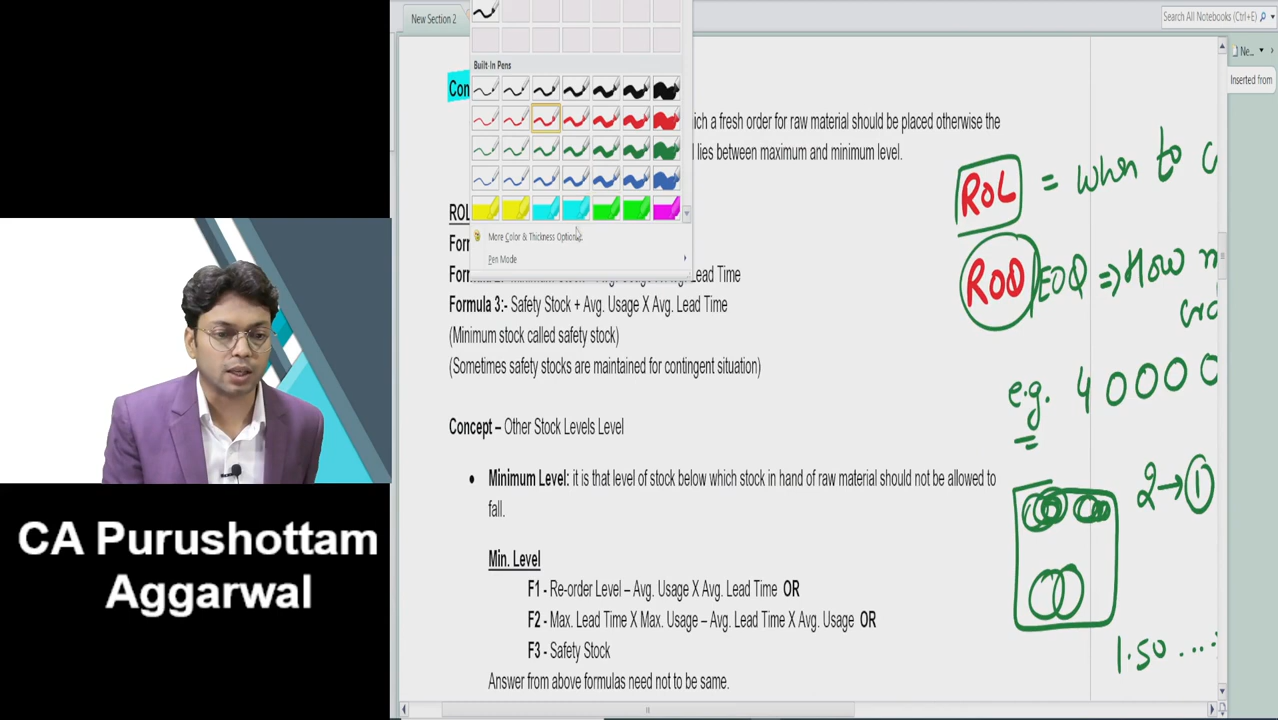 New Section 2
Search All Notebooks (Ctrl+E)
Ne...
Inserted from
Built-In Pens
Con
ch a fresh order for raw material should be placed otherwise the
lies between maximum and minimum level.
More Color & Thickness Options...
Pen Mode
ROL
Form
Lead Time
Formula 3:- Safety Stock + Avg. Usage X Avg. Lead Time
(Minimum stock called safety stock)
(Sometimes safety stocks are maintained for contingent situation)
Concept – Other Stock Levels Level
• Minimum Level: it is that level of stock below which stock in hand of raw material should not be allowed to
fall.
Min. Level
F1 - Re-order Level – Avg. Usage X Avg. Lead Time OR
F2 - Max. Lead Time X Max. Usage – Avg. Lead Time X Avg. Usage OR
F3 - Safety Stock
Answer from above formulas need not to be same.
ROL = when to
ROQ EOQ => How
e.g. 40000
2 → 1
1.50 ....
CA Purushottam
Aggarwal